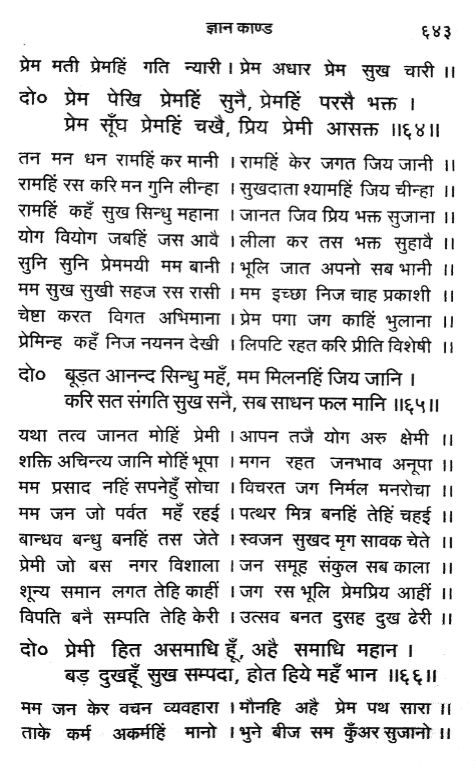 ज्ञान काण्ड ६४३
प्रेम मती प्रेमहिं गति न्यारी । प्रेम अधार प्रेम सुख चारी ॥
दो० प्रेम पेखि प्रेमहिं सुनै, प्रेमहिं परसै भक्त ।
प्रेम सूँघ प्रेमहिं चखै, प्रिय प्रेमी आसक्त ॥६४॥
तन मन धन रामहिं कर मानी । रामहिं केर जगत जिय जानी ॥
रामहिं रस करि मन गुनि लीन्हा । सुखदाता श्यामहिं जिय चीन्हा ॥
रामहिं कहँ सुख सिन्धु महाना । जानत जिव प्रिय भक्त सुजाना ॥
योग वियोग जबहिं जस आवै । लीला कर तस भक्त सुहावै ॥
सुनि सुनि प्रेममयी मम बानी । भूलि जात अपनो सब भानी ॥
मम सुख सुखी सहज रस रासी । मम इच्छा निज चाह प्रकाशी ॥
चेष्टा करत विगत अभिमाना । प्रेम पगा जग काहिं भुलाना ॥
प्रेमिन्ह कहँ निज नयनन देखी । लिपटि रहत करि प्रीति विशेषी ॥
दो० बूड़त आनन्द सिन्धु महँ, मम मिलनहिं जिय जानि ।
करि सत संगति सुख सनै, सब साधन फल मानि ॥६५॥
यथा तत्व जानत मोहिं प्रेमी । आपन तजै योग अरु क्षेमी ॥
शक्ति अचिन्त्य जानि मोहिं भूपा । मगन रहत जनभाव अनूपा ॥
मम प्रसाद नहिं सपनेहुँ सोचा । विचरत जग निर्मल मनरोचा ॥
मम जन जो पर्वत महँ रहई । पत्थर मित्र बनहिं तेहिं चहई ॥
बान्धव बन्धु बनहिं तस जेते । स्वजन सुखद मृग सावक चेते ॥
प्रेमी जो बस नगर विशाला । जन समूह संकुल सब काला ॥
शून्य समान लगत तेहि काहीं । जग रस भूलि प्रेमप्रिय आहीं ॥
विपति बनै सम्पति तेहि केरी । उत्सव बनत दुसह दुख ढेरी ॥
दो० प्रेमी हित असमाधि हूँ, अहै समाधि महान ।
बड़ दुखहूँ सुख सम्पदा, होत हिये महँ भान ॥६६॥
मम जन केर वचन व्यवहारा । मौनहि अहै प्रेम पथ सारा ॥
ताके कर्म अकर्महिं मानो । भुने बीज सम कुँअर सुजानो ॥